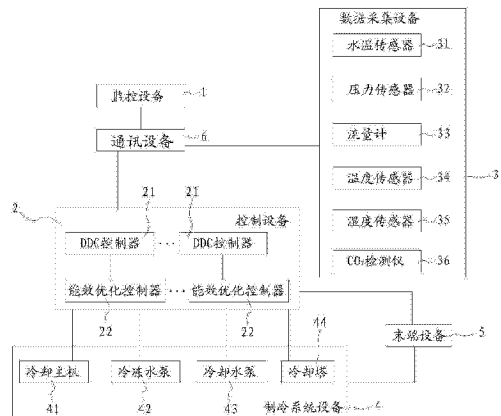 数据采集设备
水温传感器 31
压力传感器 32
流量计 33
温度传感器 34
湿度传感器 35
CO₂检测仪 36
3
监控设备 1
通讯设备 6
2
21 21
控制设备
DDC控制器 ··· DDC控制器
能效优化控制器 ··· 能效优化控制器
22 22
44
末端设备 5
冷却主机 冷冻水泵 冷却水泵 冷却塔
41 42 43 制冷系统设备 4